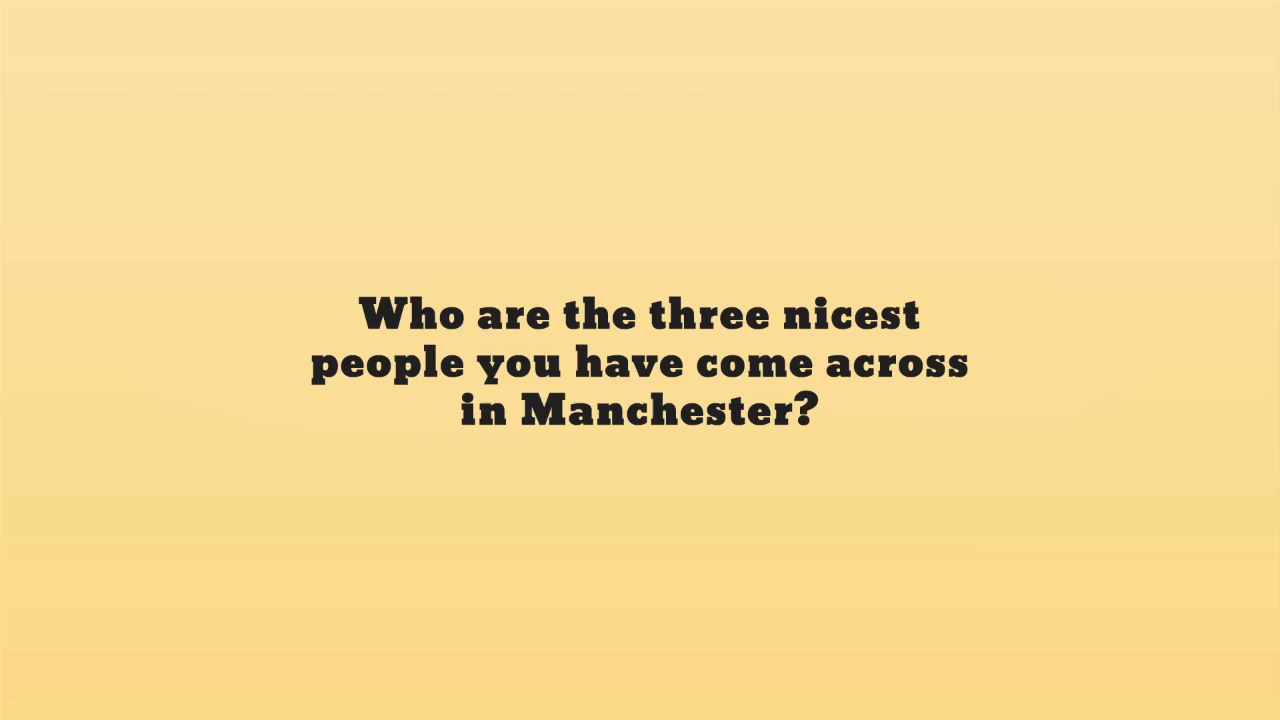 Who are the three nicest
people you have come across
in Manchester?